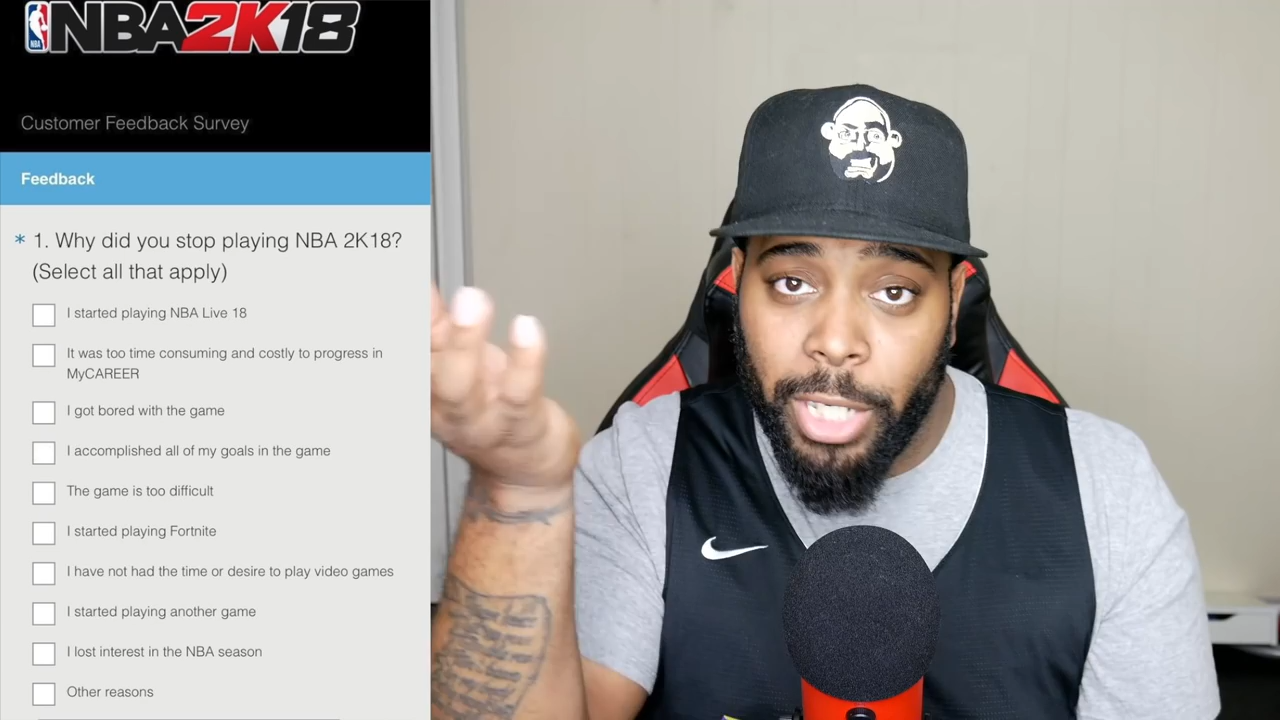 NBA2K18
Customer Feedback Survey
Feedback
* 1. Why did you stop playing NBA 2K18?
(Select all that apply)
I started playing NBA Live 18
It was too time consuming and costly to progress in
MyCAREER
I got bored with the game
I accomplished all of my goals in the game
The game is too difficult
I started playing Fortnite
I have not had the time or desire to play video games
I started playing another game
I lost interest in the NBA season
Other reasons